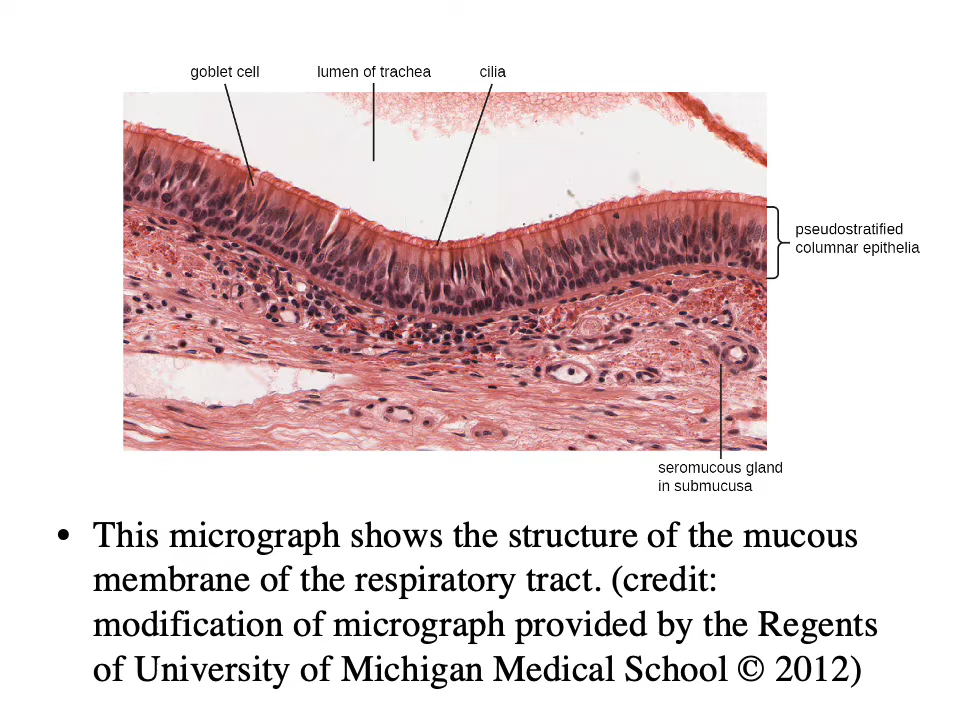 goblet cell lumen of trachea cilia
pseudostratified
columnar epithelia
seromucous gland
in submucusa
• This micrograph shows the structure of the mucous
membrane of the respiratory tract. (credit:
modification of micrograph provided by the Regents
of University of Michigan Medical School © 2012)